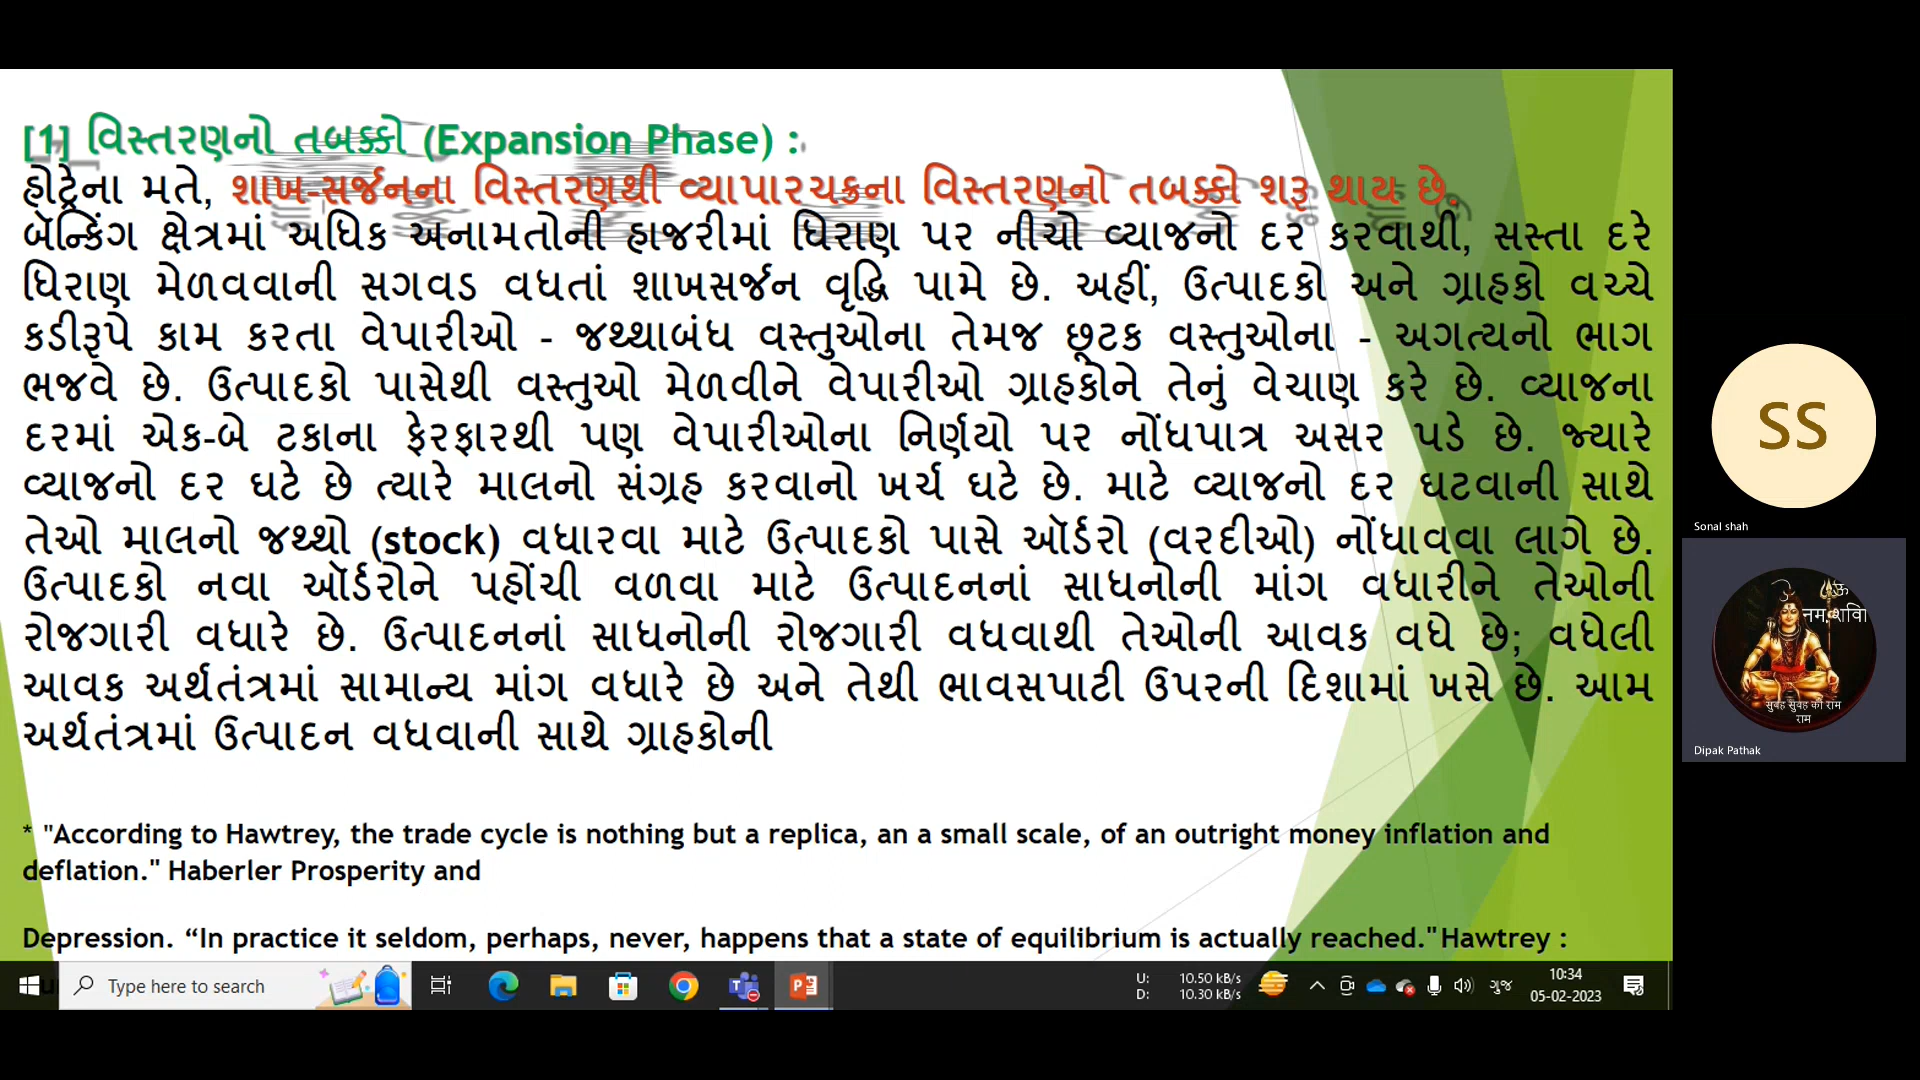 [1] વિસ્તરણનો તબક્કો (Expansion Phase) :
હોટ્રેના મતે, શાખ-સર્જનના વિસ્તરણથી વ્યાપારચક્રના વિસ્તરણનો તબક્કો શરૂ થાય છે.
બૅન્કિંગ ક્ષેત્રમાં અધિક અનામતોની હાજરીમાં ધિરાણ પર નીચો વ્યાજનો દર કરવાથી, સસ્તા દરે
ધિરાણ મેળવવાની સગવડ વધતાં શાખસર્જન વૃદ્ધિ પામે છે. અહીં, ઉત્પાદકો અને ગ્રાહકો વચ્ચે
કડીરૂપે કામ કરતા વેપારીઓ - જથ્થાબંધ વસ્તુઓના તેમજ છૂટક વસ્તુઓના - અગત્યનો ભાગ
ભજવે છે. ઉત્પાદકો પાસેથી વસ્તુઓ મેળવીને વેપારીઓ ગ્રાહકોને તેનું વેચાણ કરે છે. વ્યાજના
દરમાં એક-બે ટકાના ફેરફારથી પણ વેપારીઓના નિર્ણયો પર નોંધપાત્ર અસર પડે છે. જ્યારે
વ્યાજનો દર ઘટે છે ત્યારે માલનો સંગ્રહ કરવાનો ખર્ચ ઘટે છે. માટે વ્યાજનો દર ઘટવાની સાથે
તેઓ માલનો જથ્થો (stock) વધારવા માટે ઉત્પાદકો પાસે ઑર્ડરો (વરદીઓ) નોંધાવવા લાગે છે.
ઉત્પાદકો નવા ઑર્ડરોને પહોંચી વળવા માટે ઉત્પાદનનાં સાધનોની માંગ વધારીને તેઓની
રોજગારી વધારે છે. ઉત્પાદનનાં સાધનોની રોજગારી વધવાથી તેઓની આવક વધે છે; વધેલી
આવક અર્થતંત્રમાં સામાન્ય માંગ વધારે છે અને તેથી ભાવસપાટી ઉપરની દિશામાં ખસે છે. આમ
અર્થતંત્રમાં ઉત્પાદન વધવાની સાથે ગ્રાહકોની
* "According to Hawtrey, the trade cycle is nothing but a replica, an a small scale, of an outright money inflation and
deflation." Haberler Prosperity and
Depression. “In practice it seldom, perhaps, never, happens that a state of equilibrium is actually reached."Hawtrey :
Type here to search
U: 10.50 kB/s
D: 10.30 kB/s
ગુજ
10:34
05-02-2023
SS
Sonal shah
ॐ
सुबह सुबह की राम
राम
Dipak Pathak